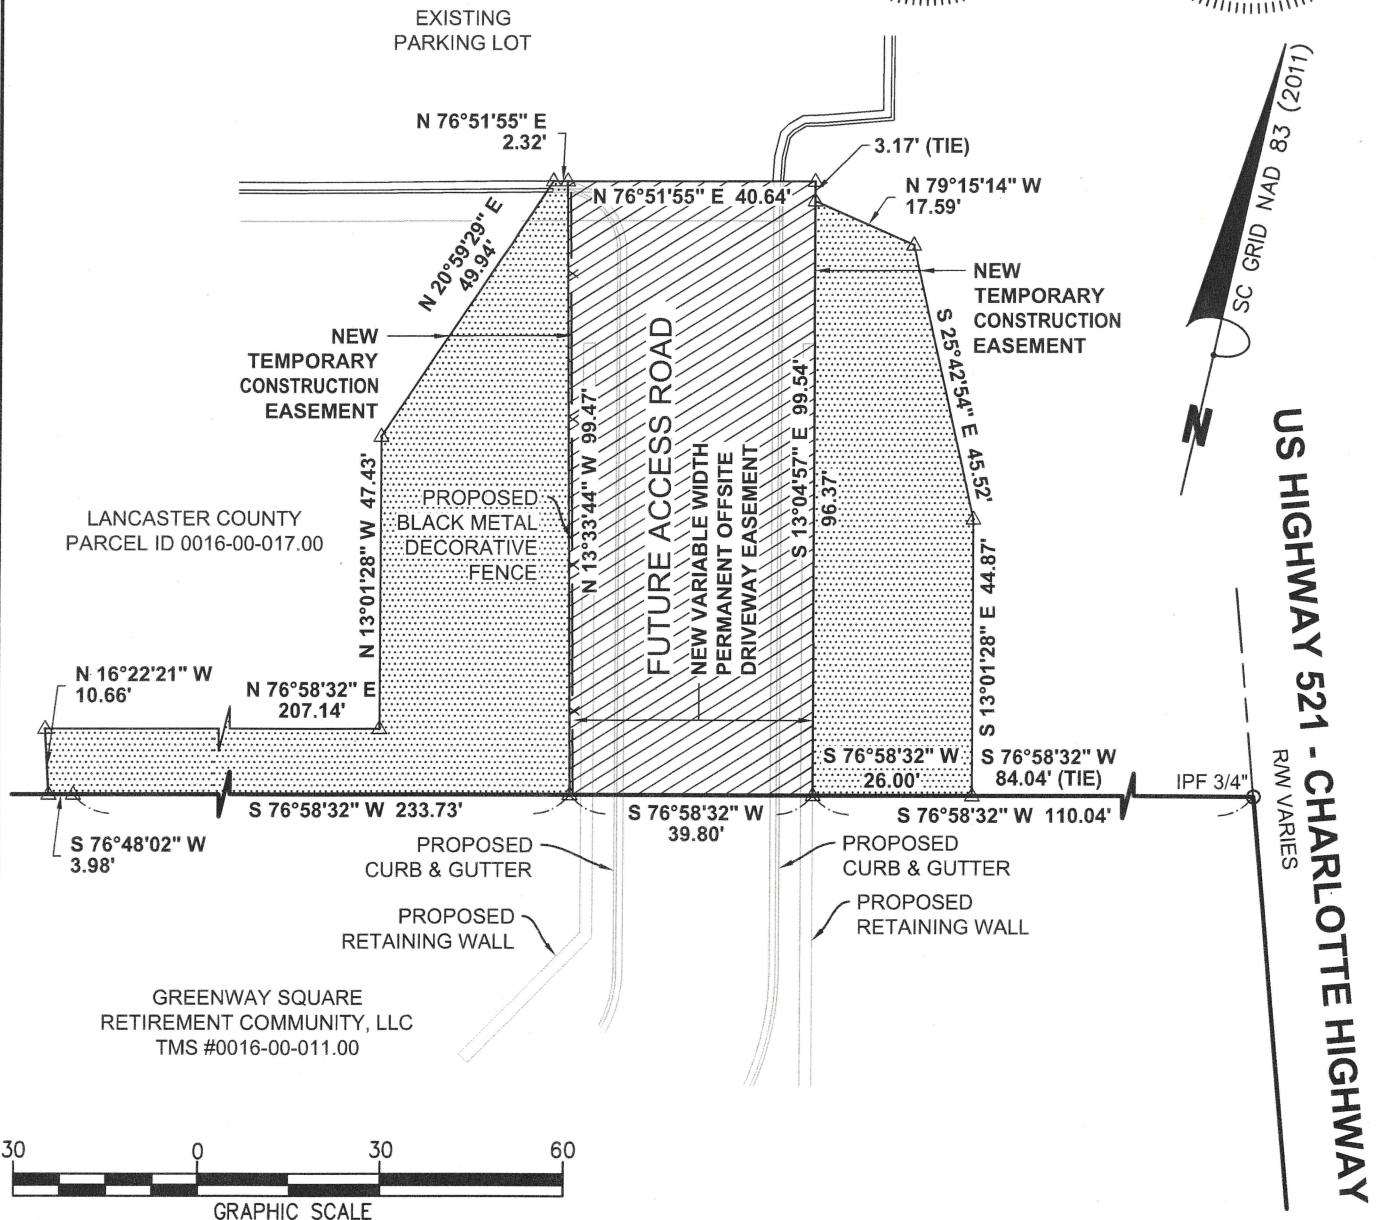 EXISTING
PARKING LOT
N 76°51'55" E
2.32'
3.17' (TIE)
N 79°15'14" W
17.59'
N 76°51'55" E 40.64'
SC GRID NAD 83 (2011)
N
N 20°59'29" E
49.94'
NEW
TEMPORARY
CONSTRUCTION
EASEMENT
NEW
TEMPORARY
CONSTRUCTION
EASEMENT
S 25°42'54" E 45.52'
LANCASTER COUNTY
PARCEL ID 0016-00-017.00
N 13°01'28" W 47.43'
PROPOSED
BLACK METAL
DECORATIVE
FENCE
N 13°33'44" W 99.47'
FUTURE ACCESS ROAD
NEW VARIABLE WIDTH
PERMANENT OFFSITE
DRIVEWAY EASEMENT
S 13°04'57" E 99.54'
96.37'
S 13°01'28" E 44.87'
US HIGHWAY 521 - CHARLOTTE HIGHWAY
R/W VARIES
N 16°22'21" W
10.66'
N 76°58'32" E
207.14'
S 76°58'32" W
26.00'
S 76°58'32" W
84.04' (TIE)
IPF 3/4"
S 76°58'32" W 233.73'
S 76°58'32" W
39.80'
S 76°58'32" W 110.04'
S 76°48'02" W
3.98'
PROPOSED
CURB & GUTTER
PROPOSED
CURB & GUTTER
PROPOSED
RETAINING WALL
PROPOSED
RETAINING WALL
GREENWAY SQUARE
RETIREMENT COMMUNITY, LLC
TMS #0016-00-011.00
30 0 30 60
GRAPHIC SCALE